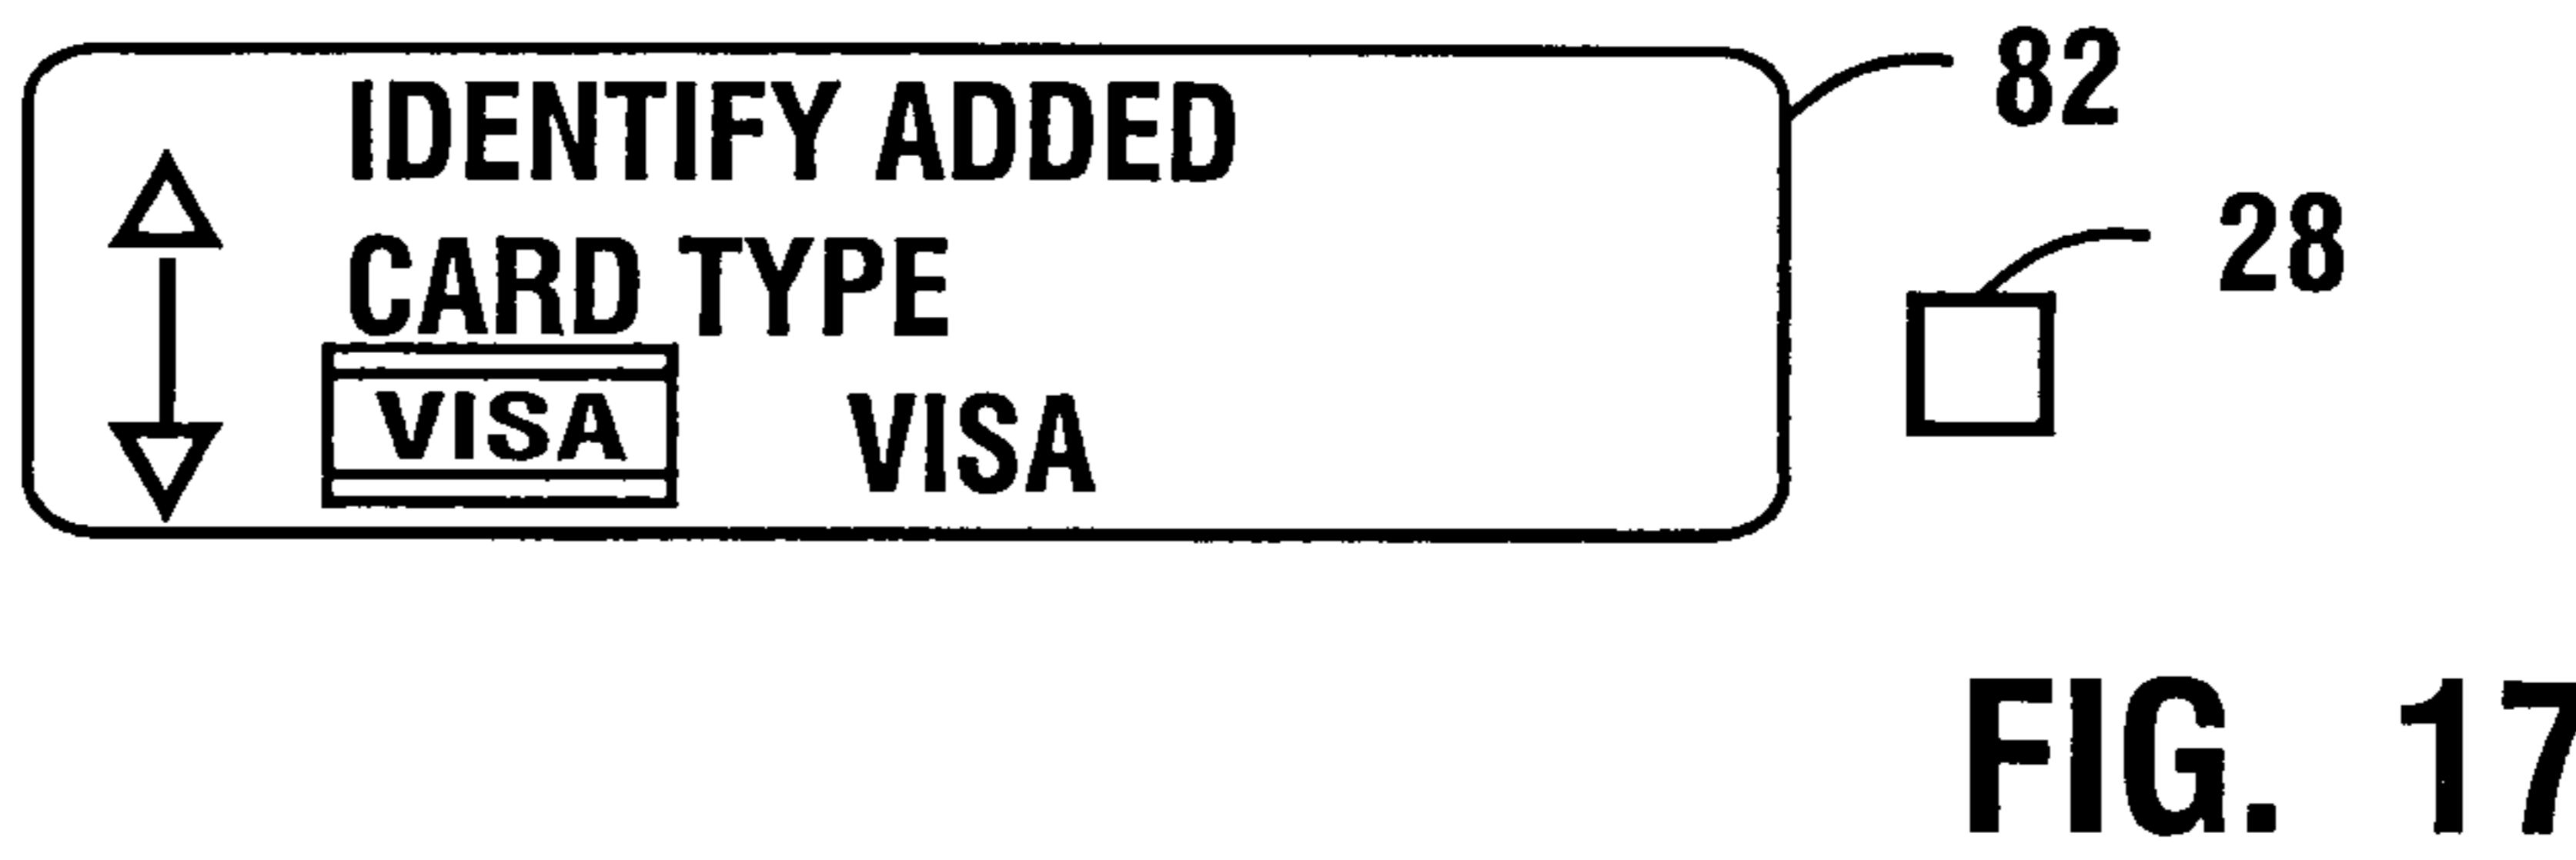 IDENTIFY ADDED
CARD TYPE
VISA VISA
82
28
FIG. 17